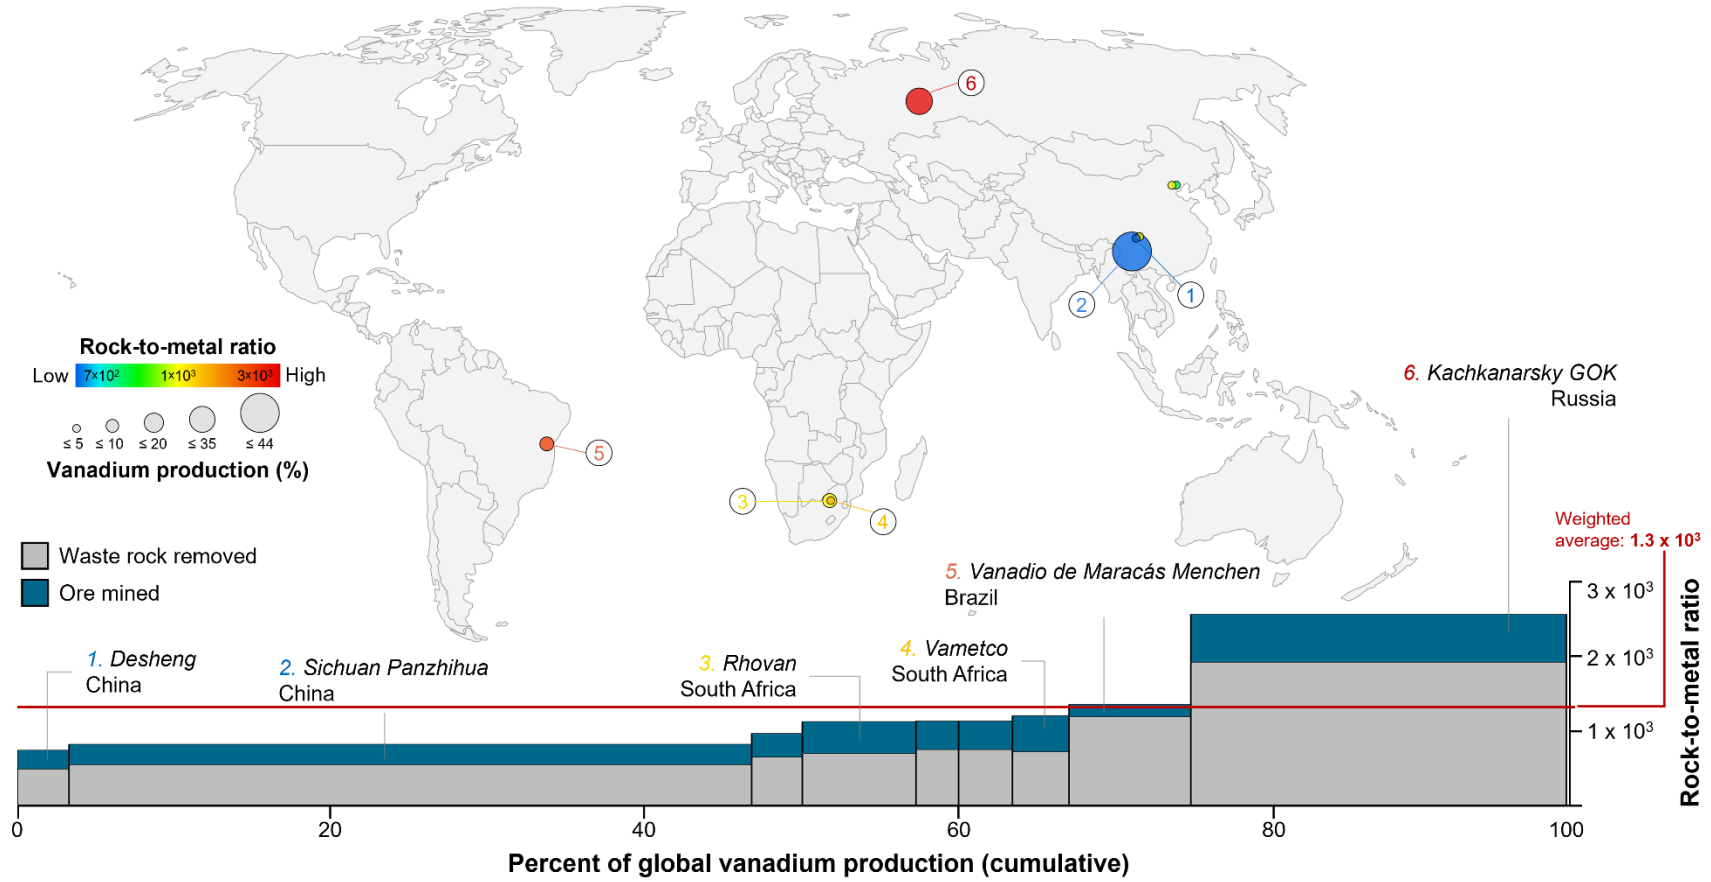 6
1
2
Rock-to-metal ratio
Low 7×10² 1×10³ 3×10³ High
≤ 5 ≤ 10 ≤ 20 ≤ 35 ≤ 44
Vanadium production (%)
6. Kachkanarsky GOK
Russia
5
3
4
Waste rock removed
Ore mined
Weighted
average: 1.3 x 10³
5. Vanadio de Maracás Menchen
Brazil
1. Desheng
China
2. Sichuan Panzhihua
China
3. Rhovan
South Africa
4. Vametco
South Africa
3 x 10³
2 x 10³
1 x 10³
Rock-to-metal ratio
0 20 40 60 80 100
Percent of global vanadium production (cumulative)